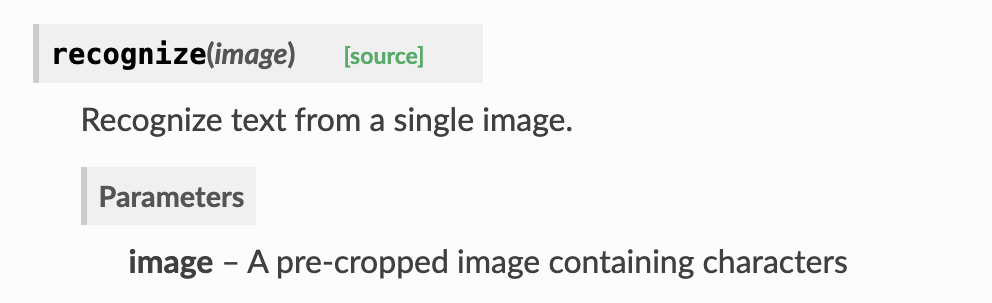 recognize(image) [source]
Recognize text from a single image.
Parameters
image – A pre-cropped image containing characters